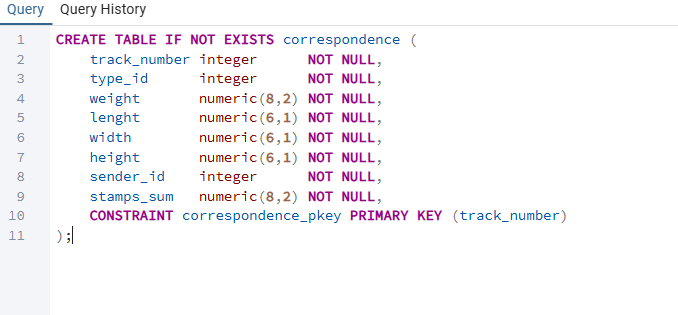 Query Query History
1 CREATE TABLE IF NOT EXISTS correspondence (
2 track_number integer NOT NULL,
3 type_id integer NOT NULL,
4 weight numeric(8,2) NOT NULL,
5 lenght numeric(6,1) NOT NULL,
6 width numeric(6,1) NOT NULL,
7 height numeric(6,1) NOT NULL,
8 sender_id integer NOT NULL,
9 stamps_sum numeric(8,2) NOT NULL,
10 CONSTRAINT correspondence_pkey PRIMARY KEY (track_number)
11 );